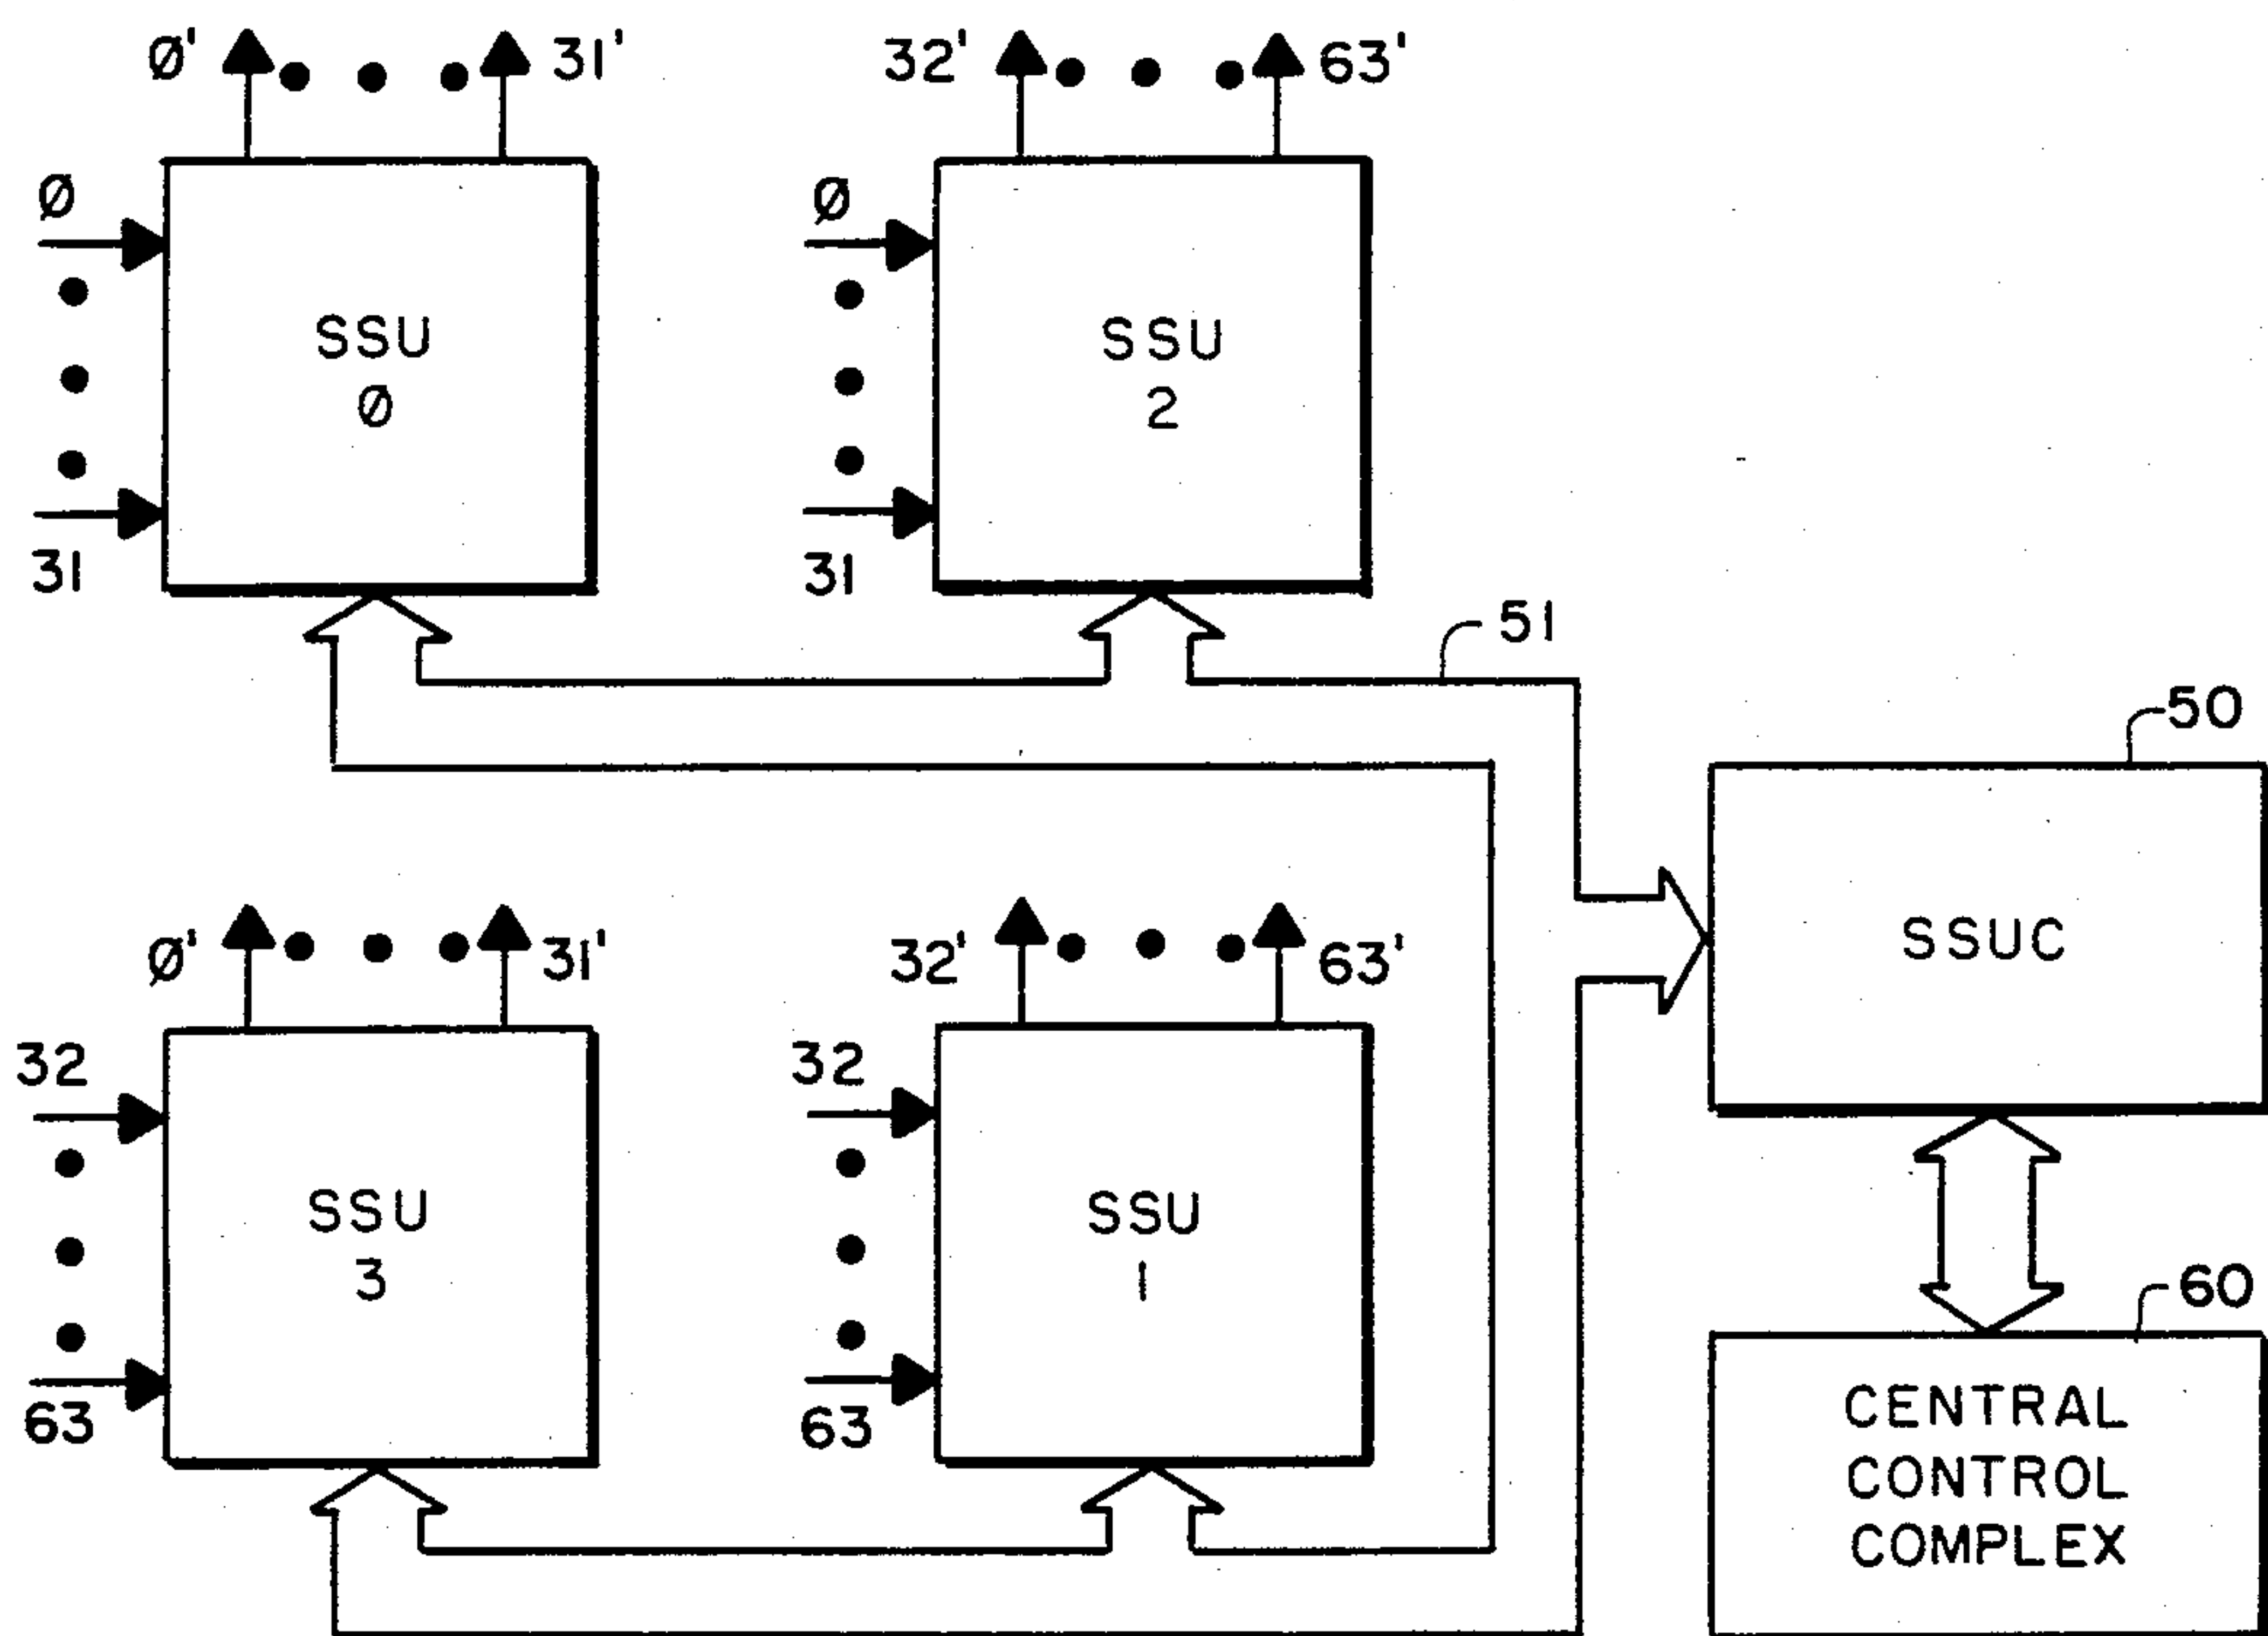 Ø' 31' 32' 63'
Ø Ø
SSU
Ø
SSU
2
31 31
51
50
SSUC
Ø' 31' 32' 63'
32 32
SSU
3
SSU
1
63 63
60
CENTRAL
CONTROL
COMPLEX